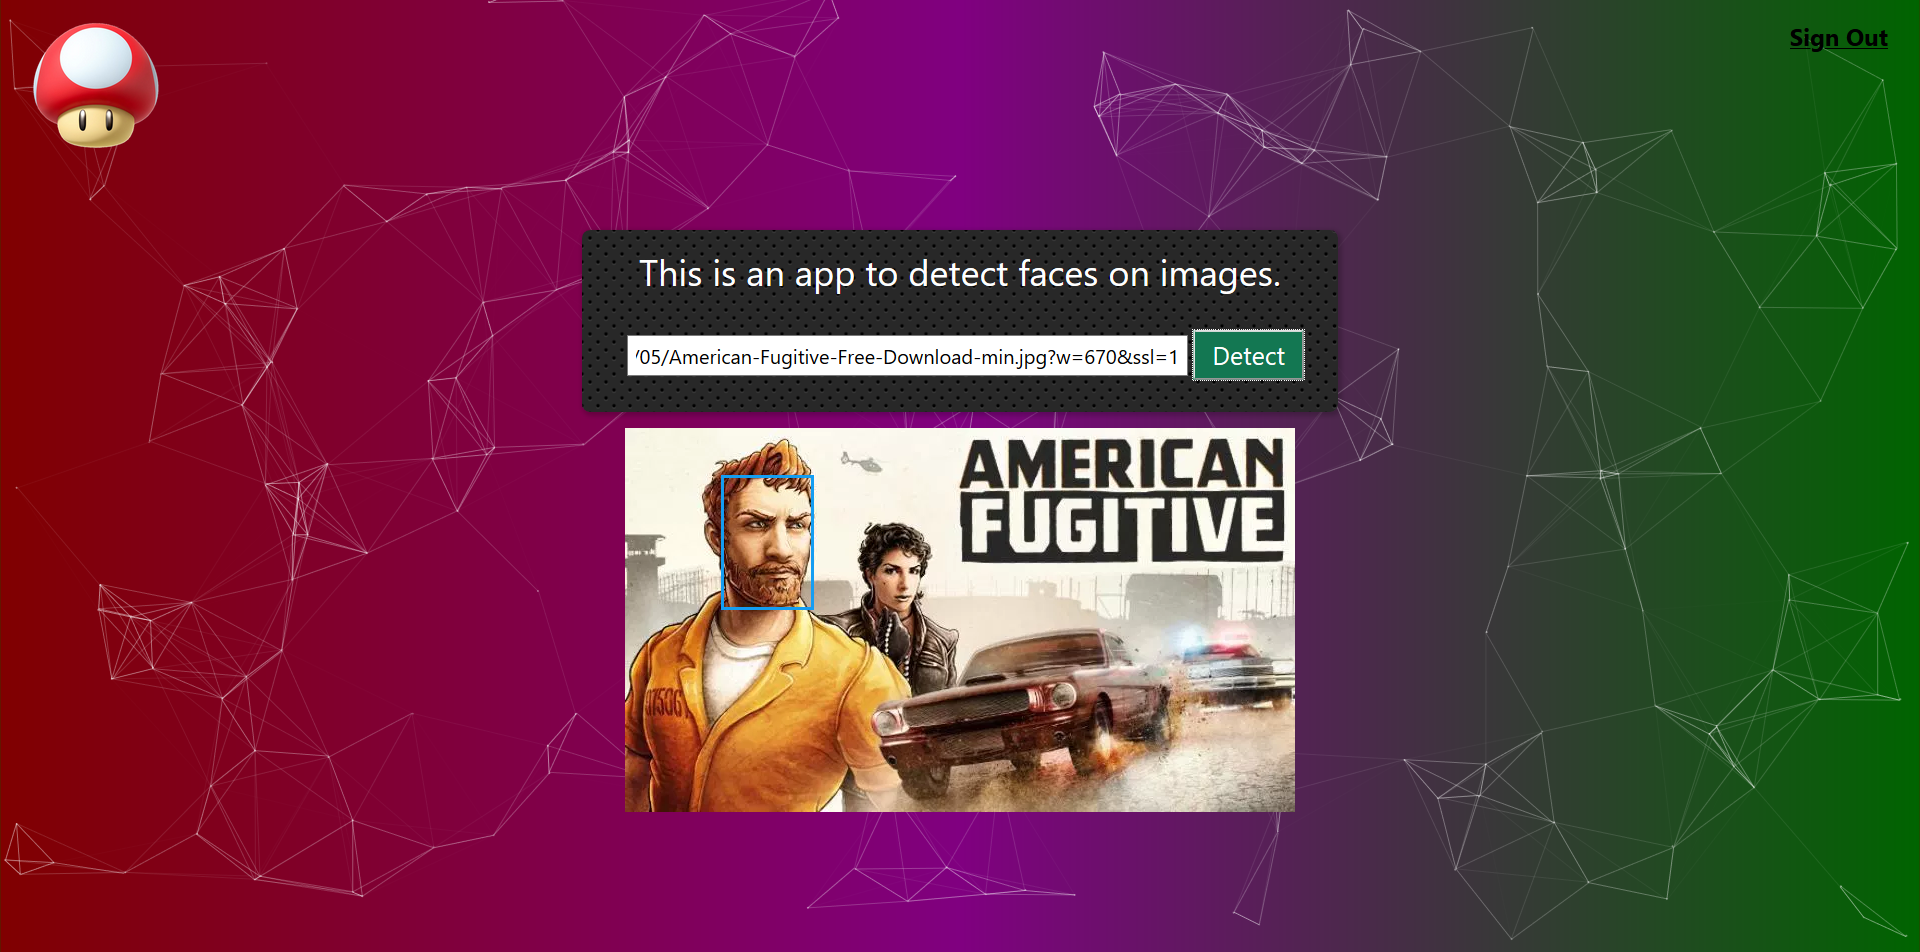 Sign Out
This is an app to detect faces on images.
/05/American-Fugitive-Free-Download-min.jpg?w=670&ssl=1
Detect
AMERICAN
FUGITIVE